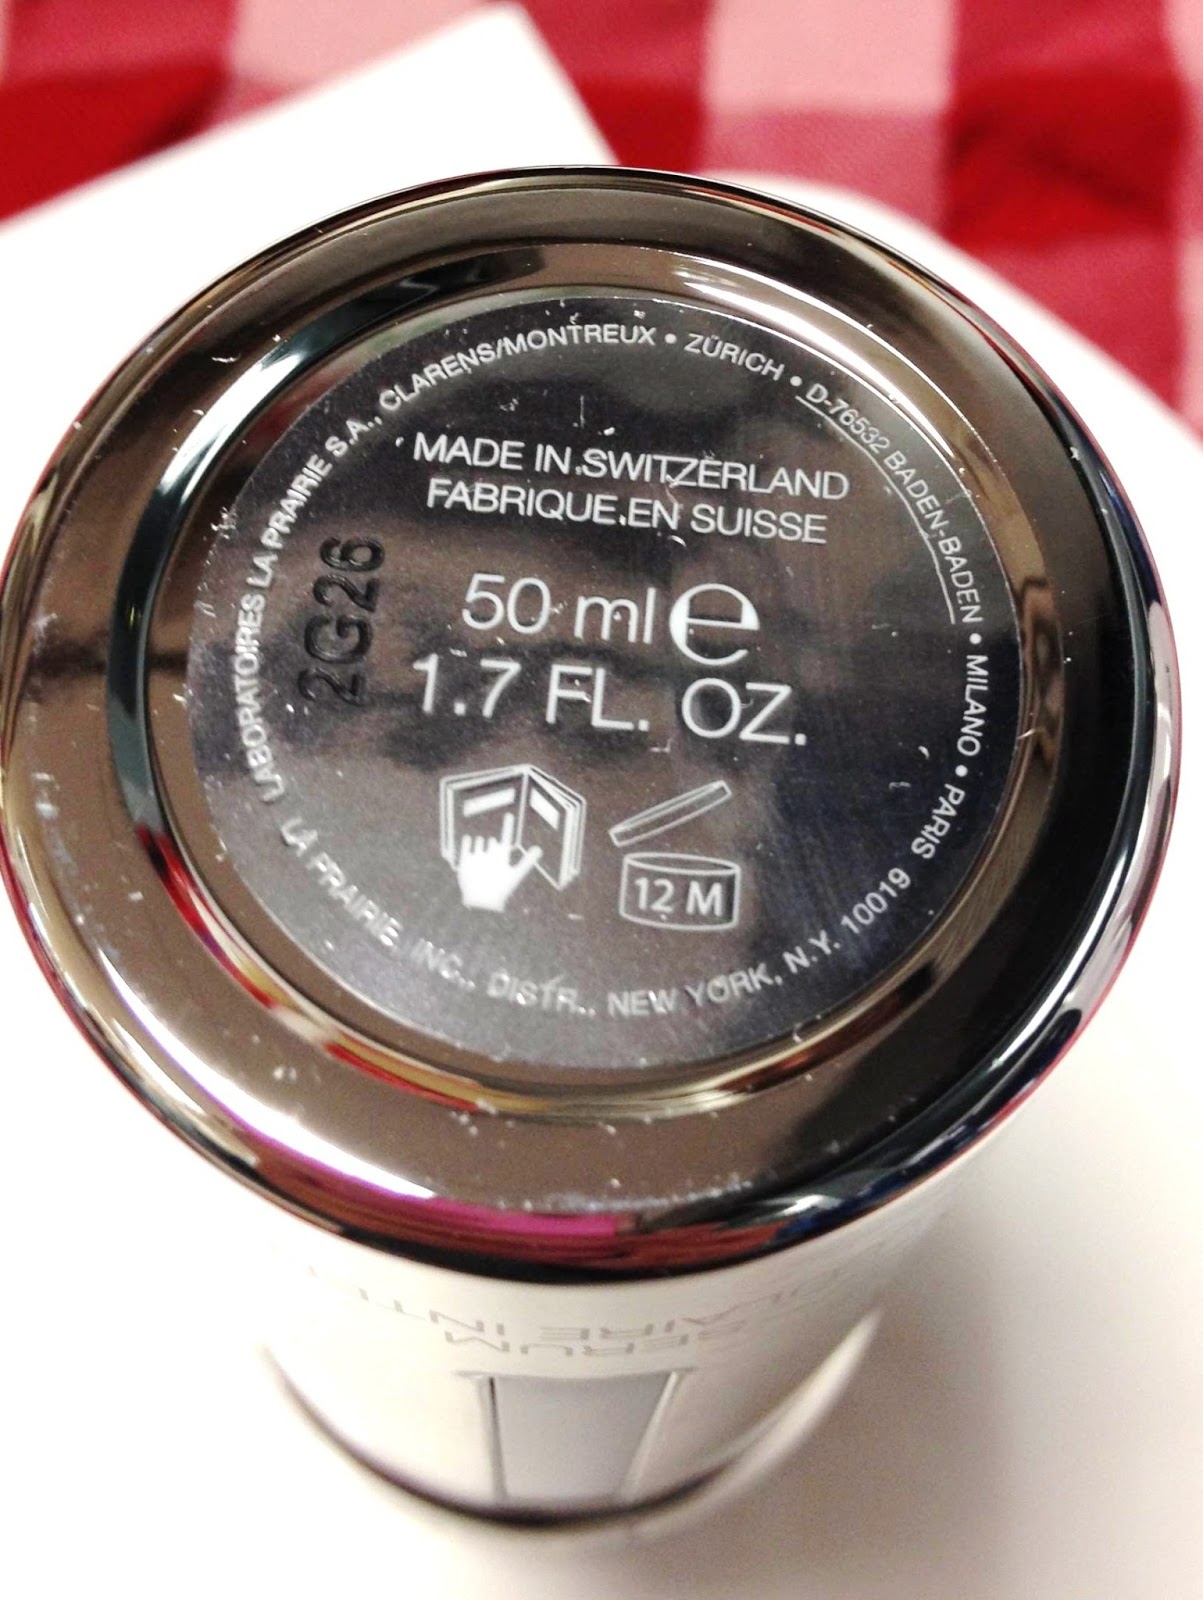 LABORATOIRES LA PRAIRIE S.A., CLARENS/MONTREUX • ZÜRICH • D-76532 BADEN-BADEN • MILANO • PARIS
MADE IN SWITZERLAND
FABRIQUE EN SUISSE
2G26
50 ml e
1.7 FL. OZ.
12 M
LA PRAIRIE, INC., DISTR., NEW YORK, N.Y. 10019
SERUM